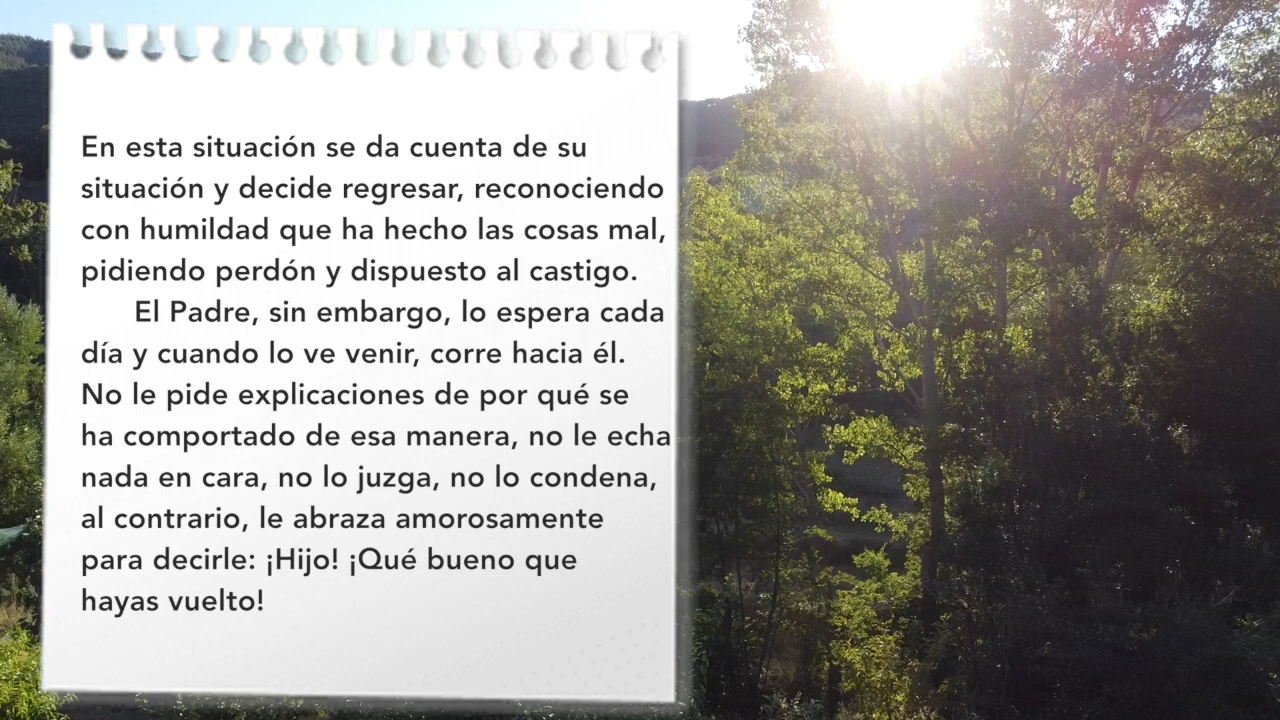 En esta situación se da cuenta de su
situación y decide regresar, reconociendo
con humildad que ha hecho las cosas mal,
pidiendo perdón y dispuesto al castigo.
El Padre, sin embargo, lo espera cada
día y cuando lo ve venir, corre hacia él.
No le pide explicaciones de por qué se
ha comportado de esa manera, no le echa
nada en cara, no lo juzga, no lo condena,
al contrario, le abraza amorosamente
para decirle: ¡Hijo! ¡Qué bueno que
hayas vuelto!